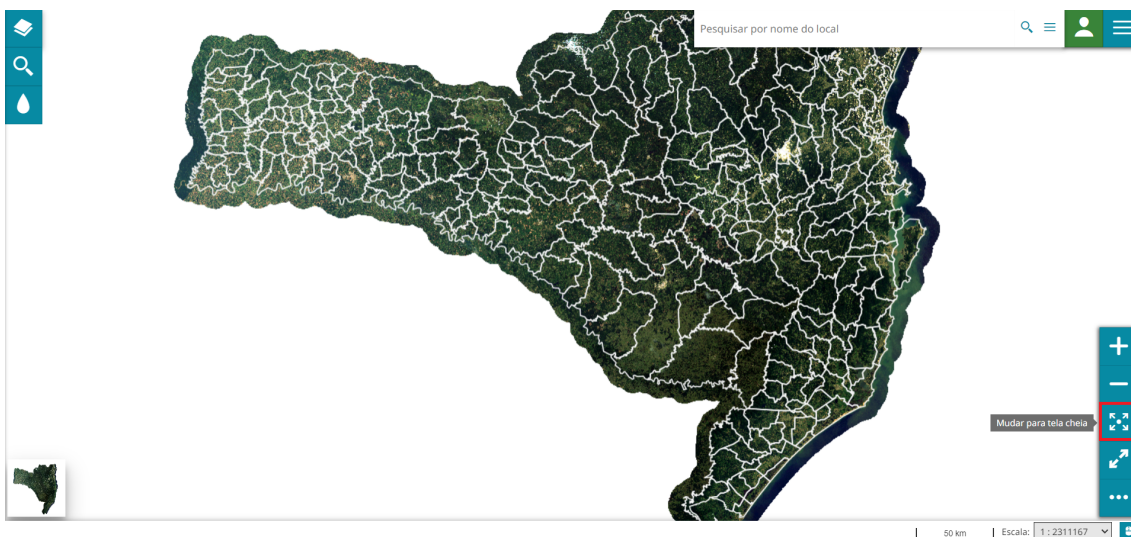 Pesquisar por nome do local
Mudar para tela cheia
50 km
Escala:
1 : 2311167